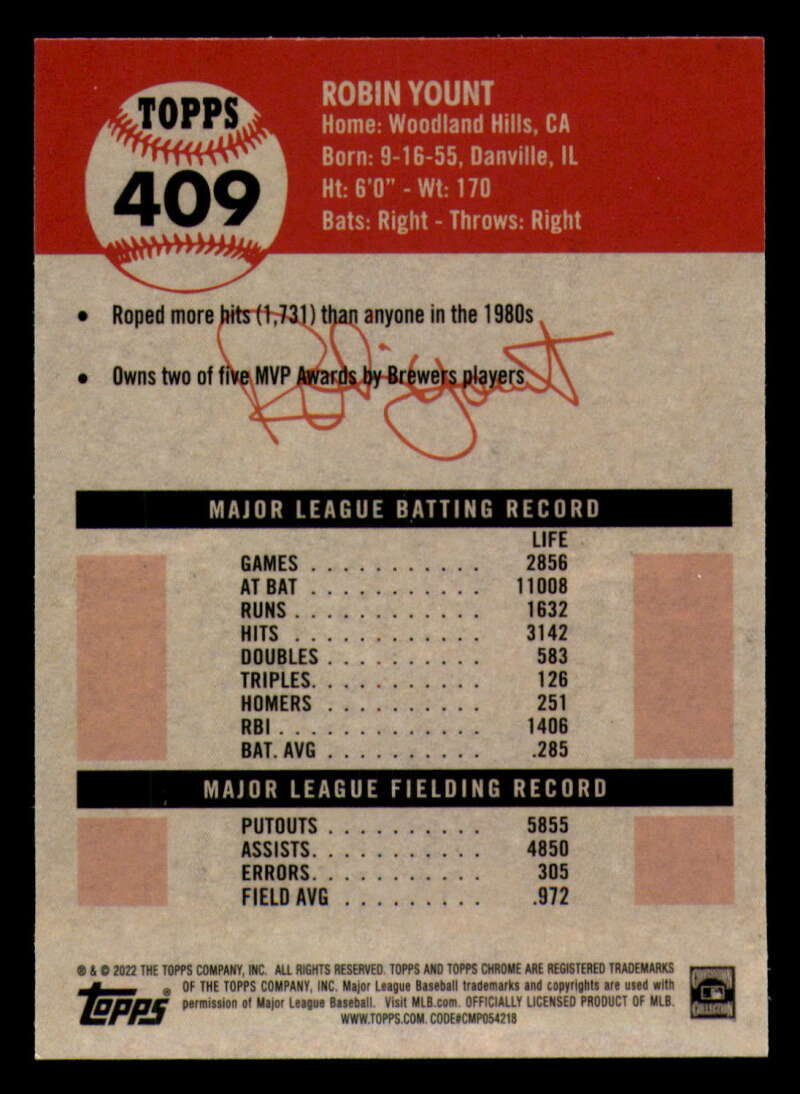 TOPPS
409
ROBIN YOUNT
Home: Woodland Hills, CA
Born: 9-16-55, Danville, IL
Ht: 6'0" - Wt: 170
Bats: Right - Throws: Right
• Roped more hits (1,731) than anyone in the 1980s
• Owns two of five MVP Awards by Brewers players
Robin Yount
MAJOR LEAGUE BATTING RECORD
LIFE
GAMES . . . . . . . . . . . 2856
AT BAT . . . . . . . . . . . 11008
RUNS . . . . . . . . . . . . 1632
HITS . . . . . . . . . . . . 3142
DOUBLES . . . . . . . . . . 583
TRIPLES. . . . . . . . . . . 126
HOMERS . . . . . . . . . . 251
RBI . . . . . . . . . . . . . 1406
BAT. AVG . . . . . . . . . . .285
MAJOR LEAGUE FIELDING RECORD
PUTOUTS . . . . . . . . . . 5855
ASSISTS. . . . . . . . . . . 4850
ERRORS. . . . . . . . . . . 305
FIELD AVG . . . . . . . . . .972
® & © 2022 THE TOPPS COMPANY, INC. ALL RIGHTS RESERVED. TOPPS AND TOPPS CHROME ARE REGISTERED TRADEMARKS
OF THE TOPPS COMPANY, INC. Major League Baseball trademarks and copyrights are used with
permission of Major League Baseball. Visit MLB.com. OFFICIALLY LICENSED PRODUCT OF MLB.
WWW.TOPPS.COM. CODE#CMP054218
TOPPS®
COOPERSTOWN
COLLECTION